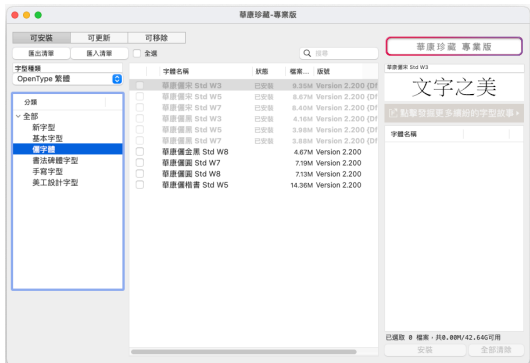 華康珍藏-專業版
可安裝 可更新 可移除
匯出清單 匯入清單 全選 搜尋
字型種類
OpenType 繁體
分類
全部
新字型
基本字型
儷字體
書法碑體字型
手寫字型
美工設計字型
字體名稱 狀態 檔案... 版號
華康儷宋 Std W3 已安裝 9.35M Version 2.200 (Df
華康儷宋 Std W5 已安裝 8.87M Version 2.200 (Df
華康儷宋 Std W7 已安裝 8.40M Version 2.200 (Df
華康儷黑 Std W3 已安裝 4.16M Version 2.200 (Df
華康儷黑 Std W5 已安裝 3.98M Version 2.200 (Df
華康儷黑 Std W7 已安裝 3.88M Version 2.200 (Df
華康儷金黑 Std W8 4.67M Version 2.200
華康儷圓 Std W7 7.19M Version 2.200
華康儷圓 Std W8 7.13M Version 2.200
華康儷楷書 Std W5 14.36M Version 2.200
華康珍藏 專業版
華康儷宋 Std W3
文字之美
點擊發掘更多繽紛的字型故事
字體名稱
已選取 0 檔案,共0.00M/42.64G可用
安裝 全部清除